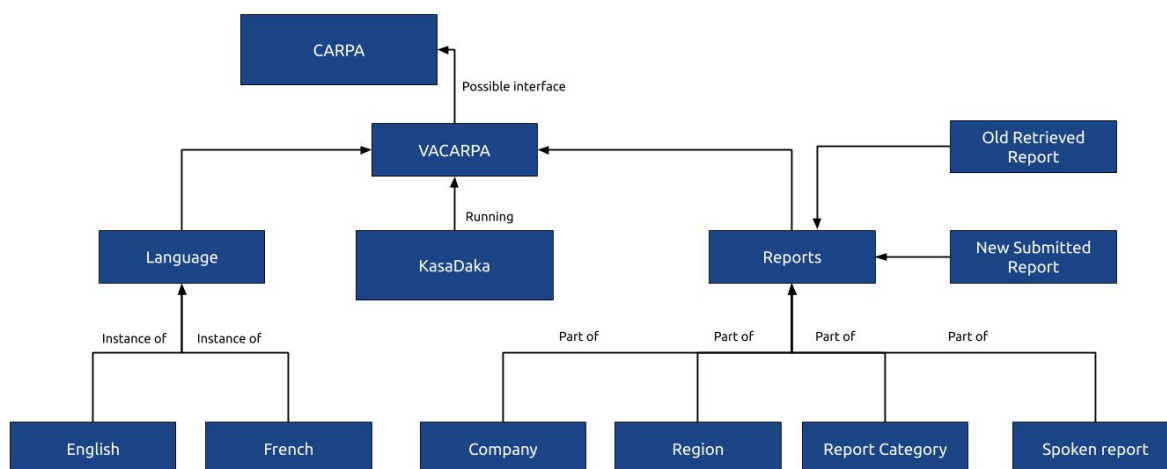 CARPA
Possible interface
VACARPA
Old Retrieved
Report
Running
Language
KasaDaka
Reports
New Submitted
Report
Instance of
Instance of
Part of
Part of
Part of
Part of
English
French
Company
Region
Report Category
Spoken report